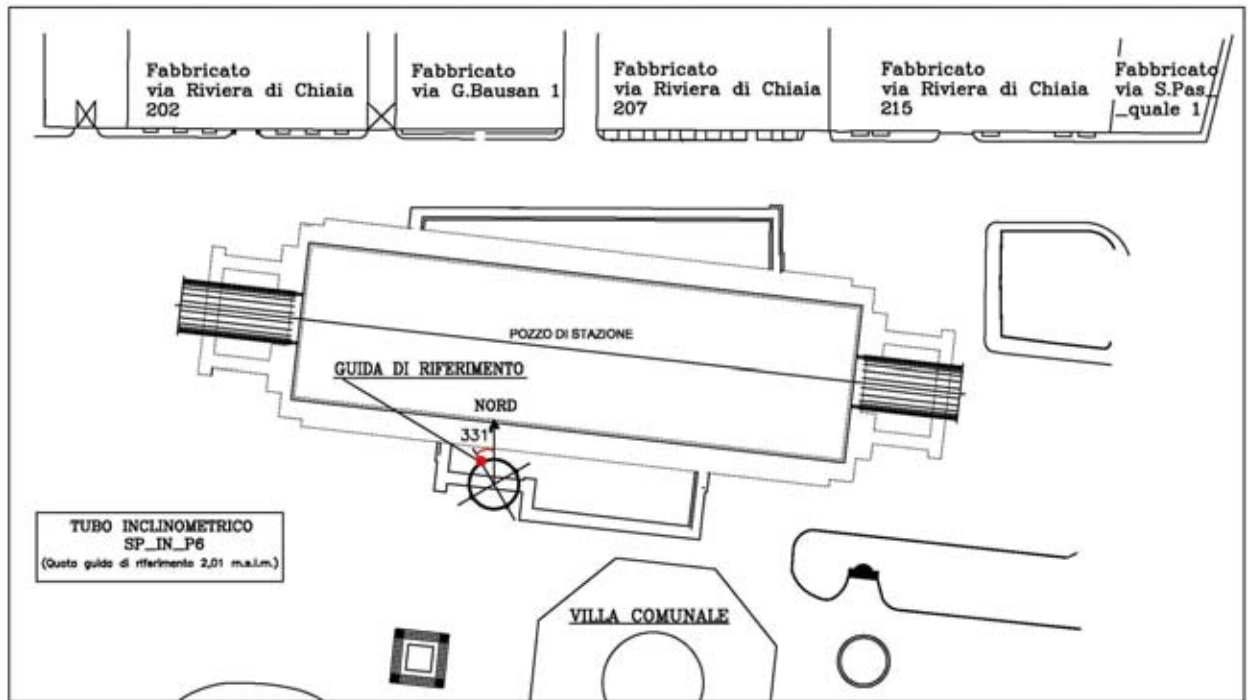 Fabbricato
via Riviera di Chiaia
202
Fabbricato
via G.Bausan 1
Fabbricato
via Riviera di Chiaia
207
Fabbricato
via Riviera di Chiaia
215
Fabbricato
via S.Pas_
_quale 1
POZZO DI STAZIONE
GUIDA DI RIFERIMENTO
NORD
331°
TUBO INCLINOMETRICO
SP_IN_P6
(Quota guida di riferimento 2,01 m.s.l.m.)
VILLA COMUNALE